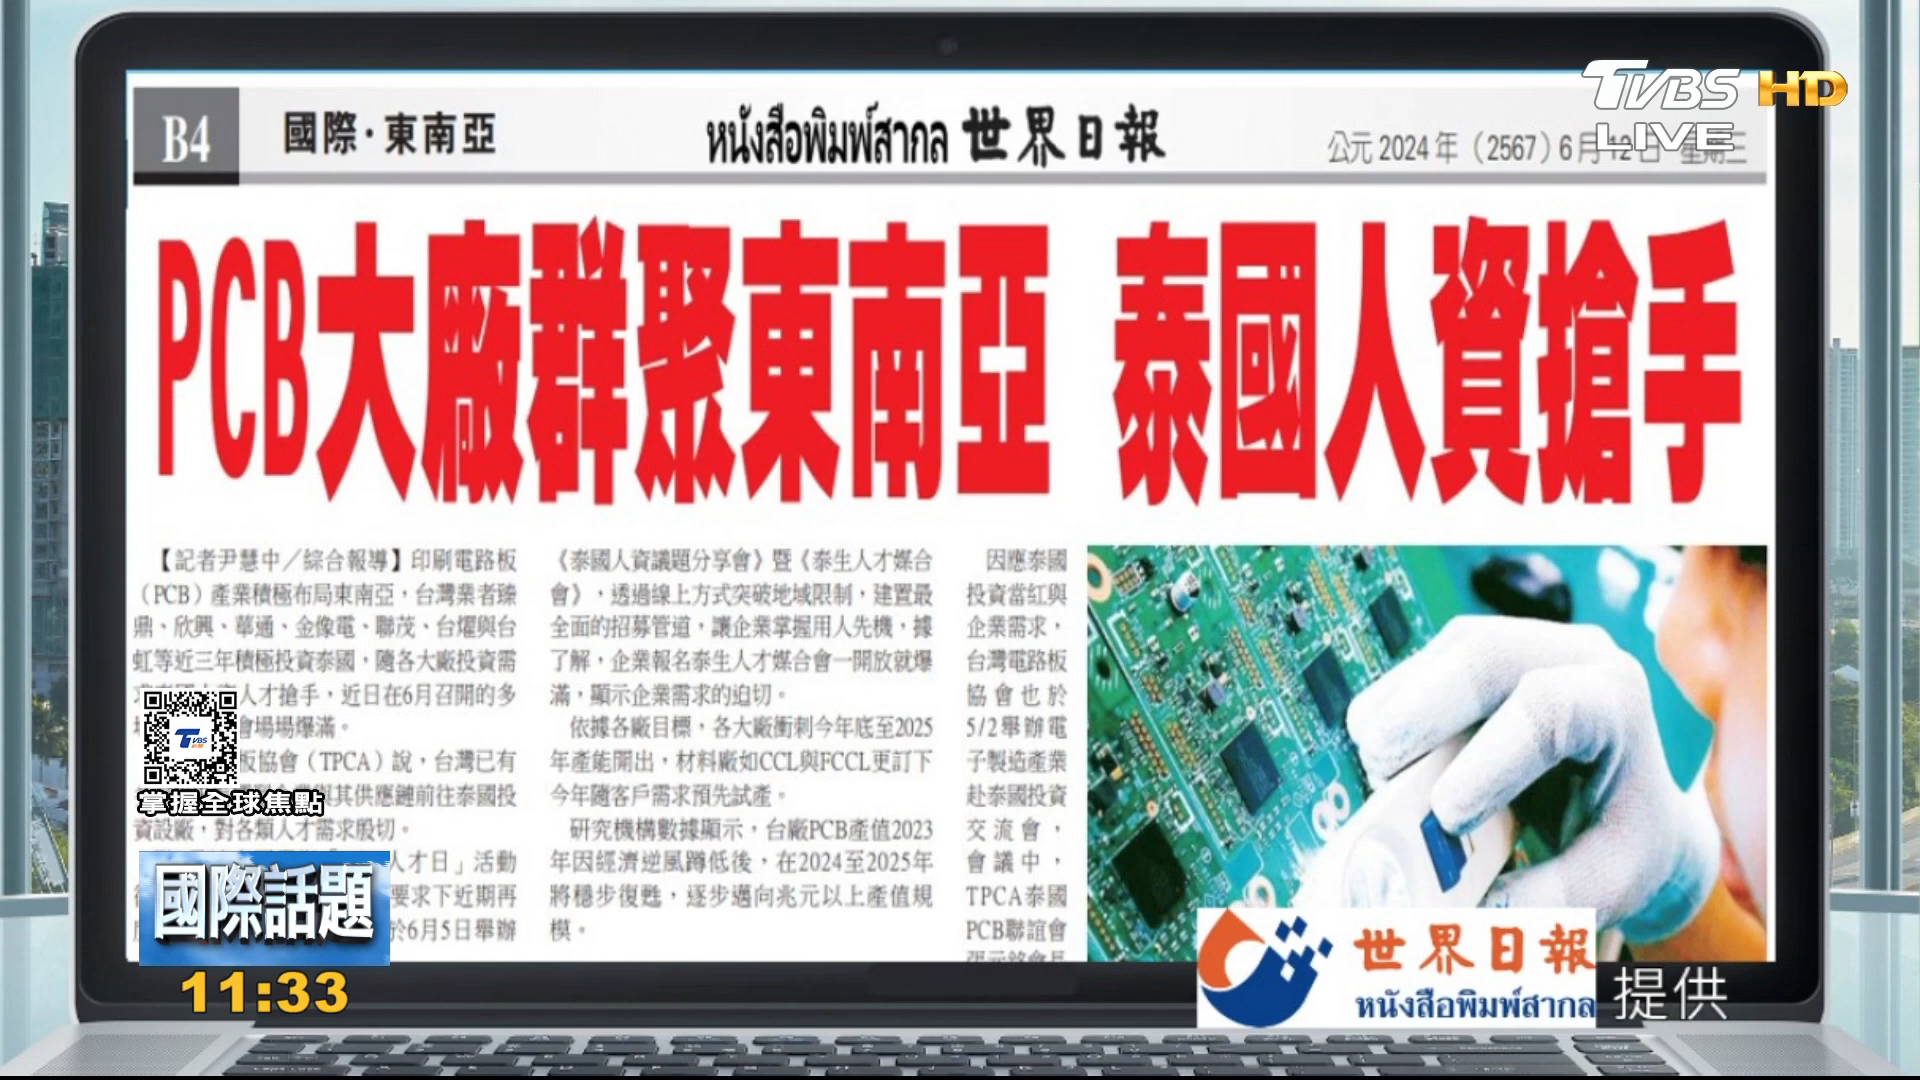 TVBS HD
LIVE
B4
國際·東南亞
หนังสือพิมพ์สากล 世界日報
公元 2024 年（2567）6 月 12 日 星期三
PCB大廠群聚東南亞 泰國人資搶手
【記者尹慧中／綜合報導】印刷電路板
（PCB）產業積極布局東南亞，台灣業者臻
鼎、欣興、華通、金像電、聯茂、台燿與台
虹等近三年積極投資泰國，隨各大廠投資需
人才搶手，近日在6月召開的多
會場場爆滿。
板協會（TPCA）說，台灣已有
其供應鏈前往泰國投
資設廠，對各類人才需求殷切。
人才日」活動
要求下近期再
於6月5日舉辦
《泰國人資議題分享會》暨《泰生人才媒合
會》，透過線上方式突破地域限制，建置最
全面的招募管道，讓企業掌握用人先機，據
了解，企業報名泰生人才媒合會一開放就爆
滿，顯示企業需求的迫切。
依據各廠目標，各大廠衝刺今年底至2025
年產能開出，材料廠如CCL與FCCL更訂下
今年隨客戶需求預先試產。
研究機構數據顯示，台廠PCB產值2023
年因經濟逆風蹲低後，在2024至2025年
將穩步復甦，逐步邁向兆元以上產值規
模。
因應泰國
投資當紅與
企業需求，
台灣電路板
協會也於
5/2舉辦電
子製造產業
赴泰國投資
交流會，
會議中，
TPCA泰國
PCB聯誼會
TVBS
掌握全球焦點
國際話題
11:33
世界日報
หนังสือพิมพ์สากล
提供